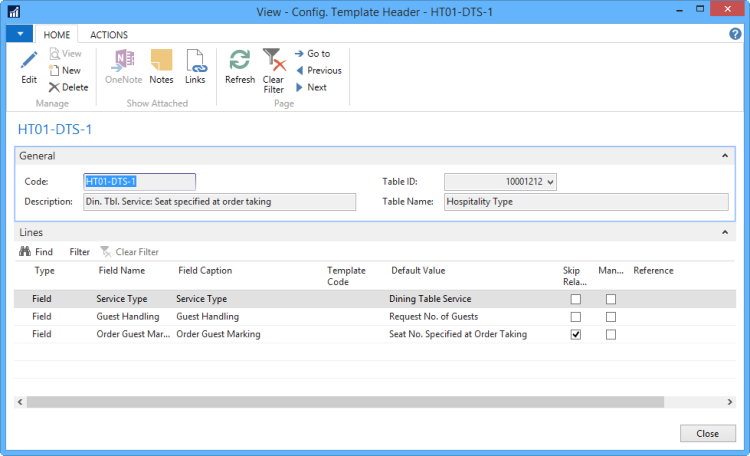 View - Config. Template Header - HT01-DTS-1
HOME ACTIONS
Edit View New Delete OneNote Notes Links Refresh Clear Filter Go to Previous Next
Manage Show Attached Page
HT01-DTS-1
General
Code: HT01-DTS-1 Table ID: 10001212
Description: Din. Tbl. Service: Seat specified at order taking Table Name: Hospitality Type
Lines
Find Filter Clear Filter
Type Field Name Field Caption Template Code Default Value Skip Rela... Man... Reference
Field Service Type Service Type Dining Table Service
Field Guest Handling Guest Handling Request No. of Guests
Field Order Guest Mar... Order Guest Marking Seat No. Specified at Order Taking
Close